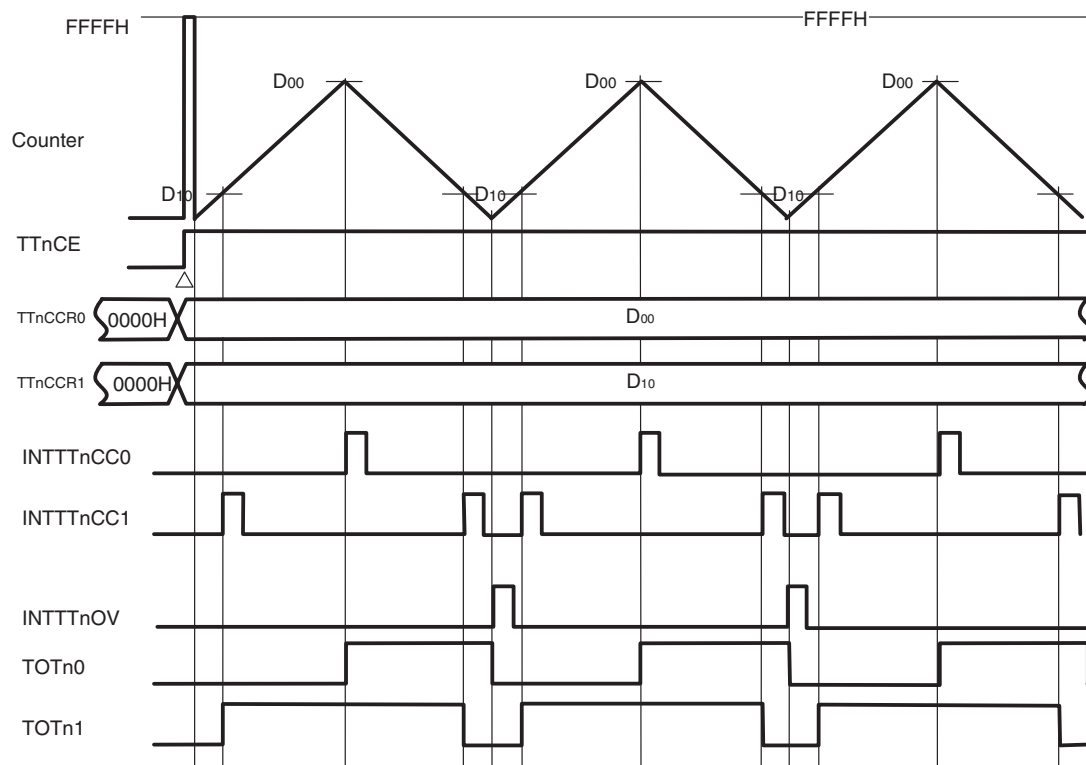 FFFFH
FFFFH
D00
D00
D00
Counter
D10
D10
D10
TTnCE
TTnCCR0
0000H
D00
TTnCCR1
0000H
D10
INTTTnCC0
INTTTnCC1
INTTTnOV
TOTn0
TOTn1